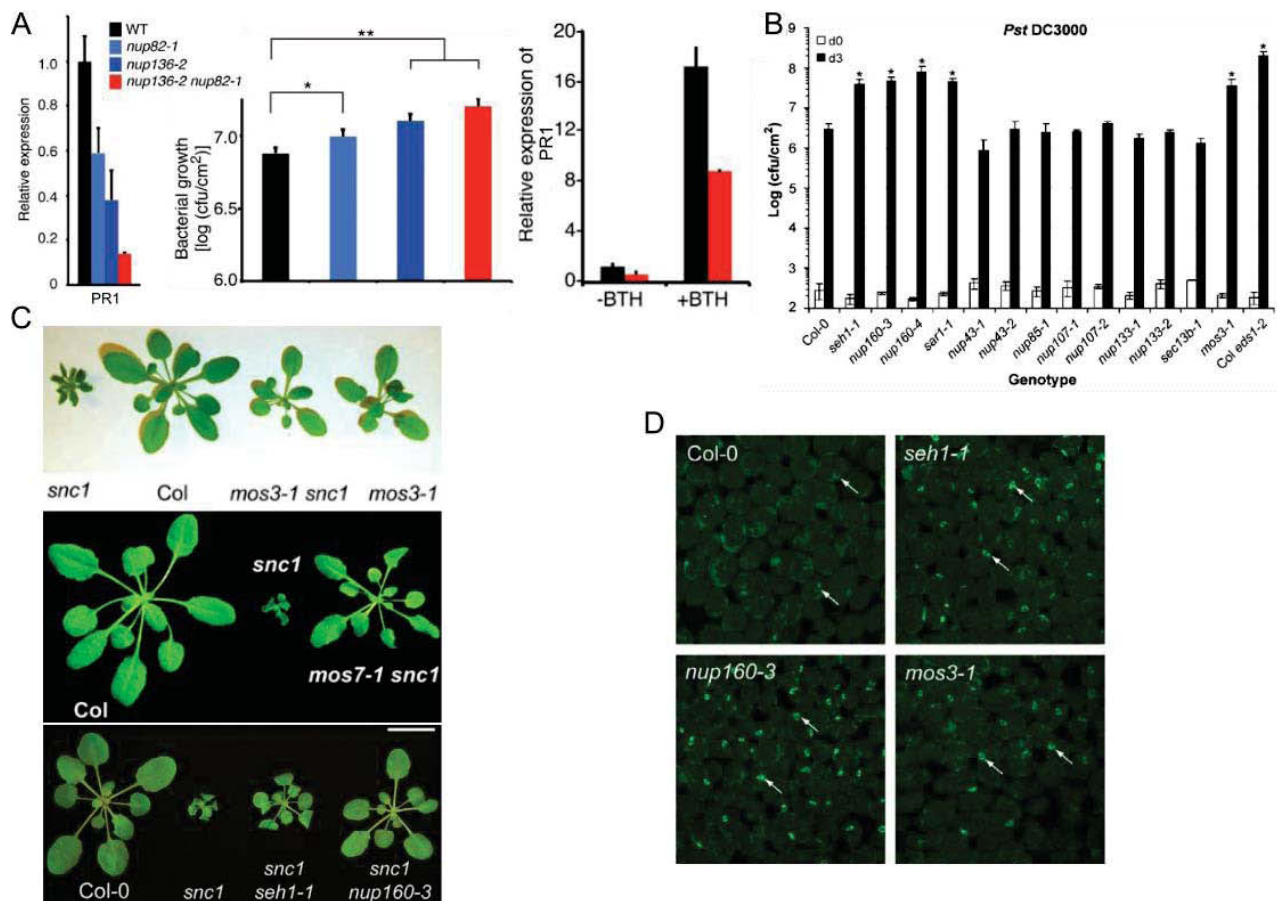 A
WT
nup82-1
nup136-2
nup136-2 nup82-1
Relative expression
1.0
0.8
0.6
0.4
0.2
0
PR1
Bacterial growth
[log (cfu/cm²)]
7.0
6.5
6.0
*
**
Relative expression of
PR1
20
16
12
8
4
0
-BTH
+BTH
B
Pst DC3000
d0
d3
Log (cfu/cm²)
9
8
7
6
5
4
3
2
* * * * * *
Col-0
seh1-1
nup160-3
nup160-4
ser1-1
nup43-1
nup43-2
nup85-1
nup107-1
nup107-2
nup133-1
nup133-2
sec13b-1
mos3-1
Col eds1-2
Genotype
C
snc1 Col mos3-1 snc1 mos3-1
snc1
mos7-1 snc1
Col
Col-0
snc1
snc1
seh1-1
snc1
nup160-3
D
Col-0
seh1-1
nup160-3
mos3-1